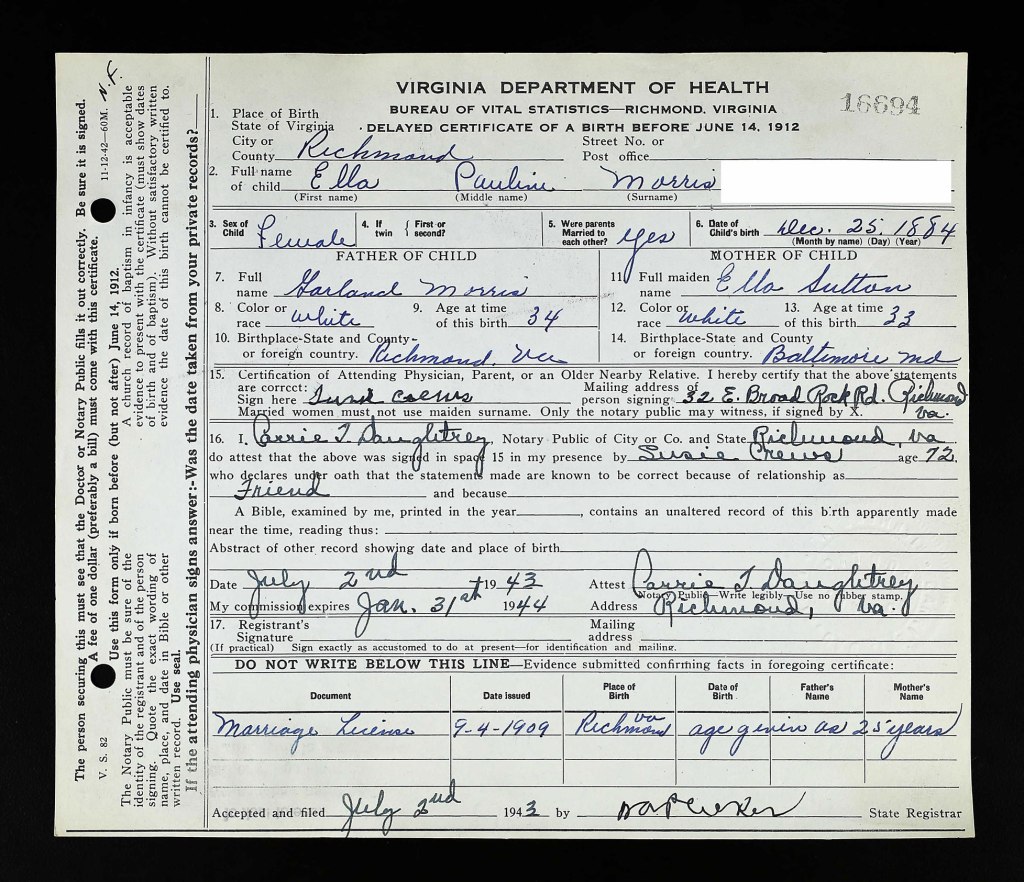 VIRGINIA DEPARTMENT OF HEALTH
BUREAU OF VITAL STATISTICS—RICHMOND, VIRGINIA
16694
DELAYED CERTIFICATE OF A BIRTH BEFORE JUNE 14, 1912
1. Place of Birth
State of Virginia
City or County Richmond Street No. or Post office
2. Full name of child Ella Pauline Morris
(First name) (Middle name) (Surname)
3. Sex of Child Female 4. If twin { First or second? 5. Were parents Married to each other? yes 6. Date of Child's birth Dec. 25, 1884
(Month by name) (Day) (Year)
FATHER OF CHILD MOTHER OF CHILD
7. Full name Garland Morris 11. Full maiden name Ella Sutton
8. Color or race white 9. Age at time of this birth 34 12. Color or race white 13. Age at time of this birth 33
10. Birthplace-State and County- or foreign country. Richmond, Va 14. Birthplace-State and County or foreign country. Baltimore Md
15. Certification of Attending Physician, Parent, or an Older Nearby Relative. I hereby certify that the above statements
are correct: Mailing address of
Sign here Susie Crews person signing: 32 E. Broad Rock Rd. Richmond Va.
Married women must not use maiden surname. Only the notary public may witness, if signed by X.
16. I, Carrie T. Daughtrey, Notary Public of City or Co. and State Richmond, Va
do attest that the above was signed in space 15 in my presence by Susie Crews age 72,
who declares under oath that the statements made are known to be correct because of relationship as
Friend and because
A Bible, examined by me, printed in the year , contains an unaltered record of this birth apparently made
near the time, reading thus:
Abstract of other record showing date and place of birth
Date July 2nd 1943 Attest Carrie T. Daughtrey
Notary Public—Write legibly—Use no rubber stamp.
My commission expires Jan. 31st 1944 Address Richmond, Va.
17. Registrant's Signature Mailing address
(If practical) Sign exactly as accustomed to do at present—for identification and mailing.
DO NOT WRITE BELOW THIS LINE—Evidence submitted confirming facts in foregoing certificate:
Document Date issued Place of Birth Date of Birth Father's Name Mother's Name
Marriage License 9-4-1909 Richmond va age given as 25 years
Accepted and filed July 2nd 1943 by State Registrar
The person securing this must see that the Doctor or Notary Public fills it out correctly. Be sure it is signed.
A fee of one dollar (preferably a bill) must come with this certificate.
V. S. 82 Use this form only if born before (but not after) June 14, 1912. 11-12-42—60M.
The Notary Public must be sure of the
identity of the registrant and of the person
signing. Quote the exact wording of
name, place, and date in Bible or other
written record. Use seal.
A church record of baptism in infancy is acceptable
evidence to present with the certificate (must show dates
of birth and of baptism). Without satisfactory written
evidence the date of this birth cannot be certified to.
If the attending physician signs answer:-Was the date taken from your private records?